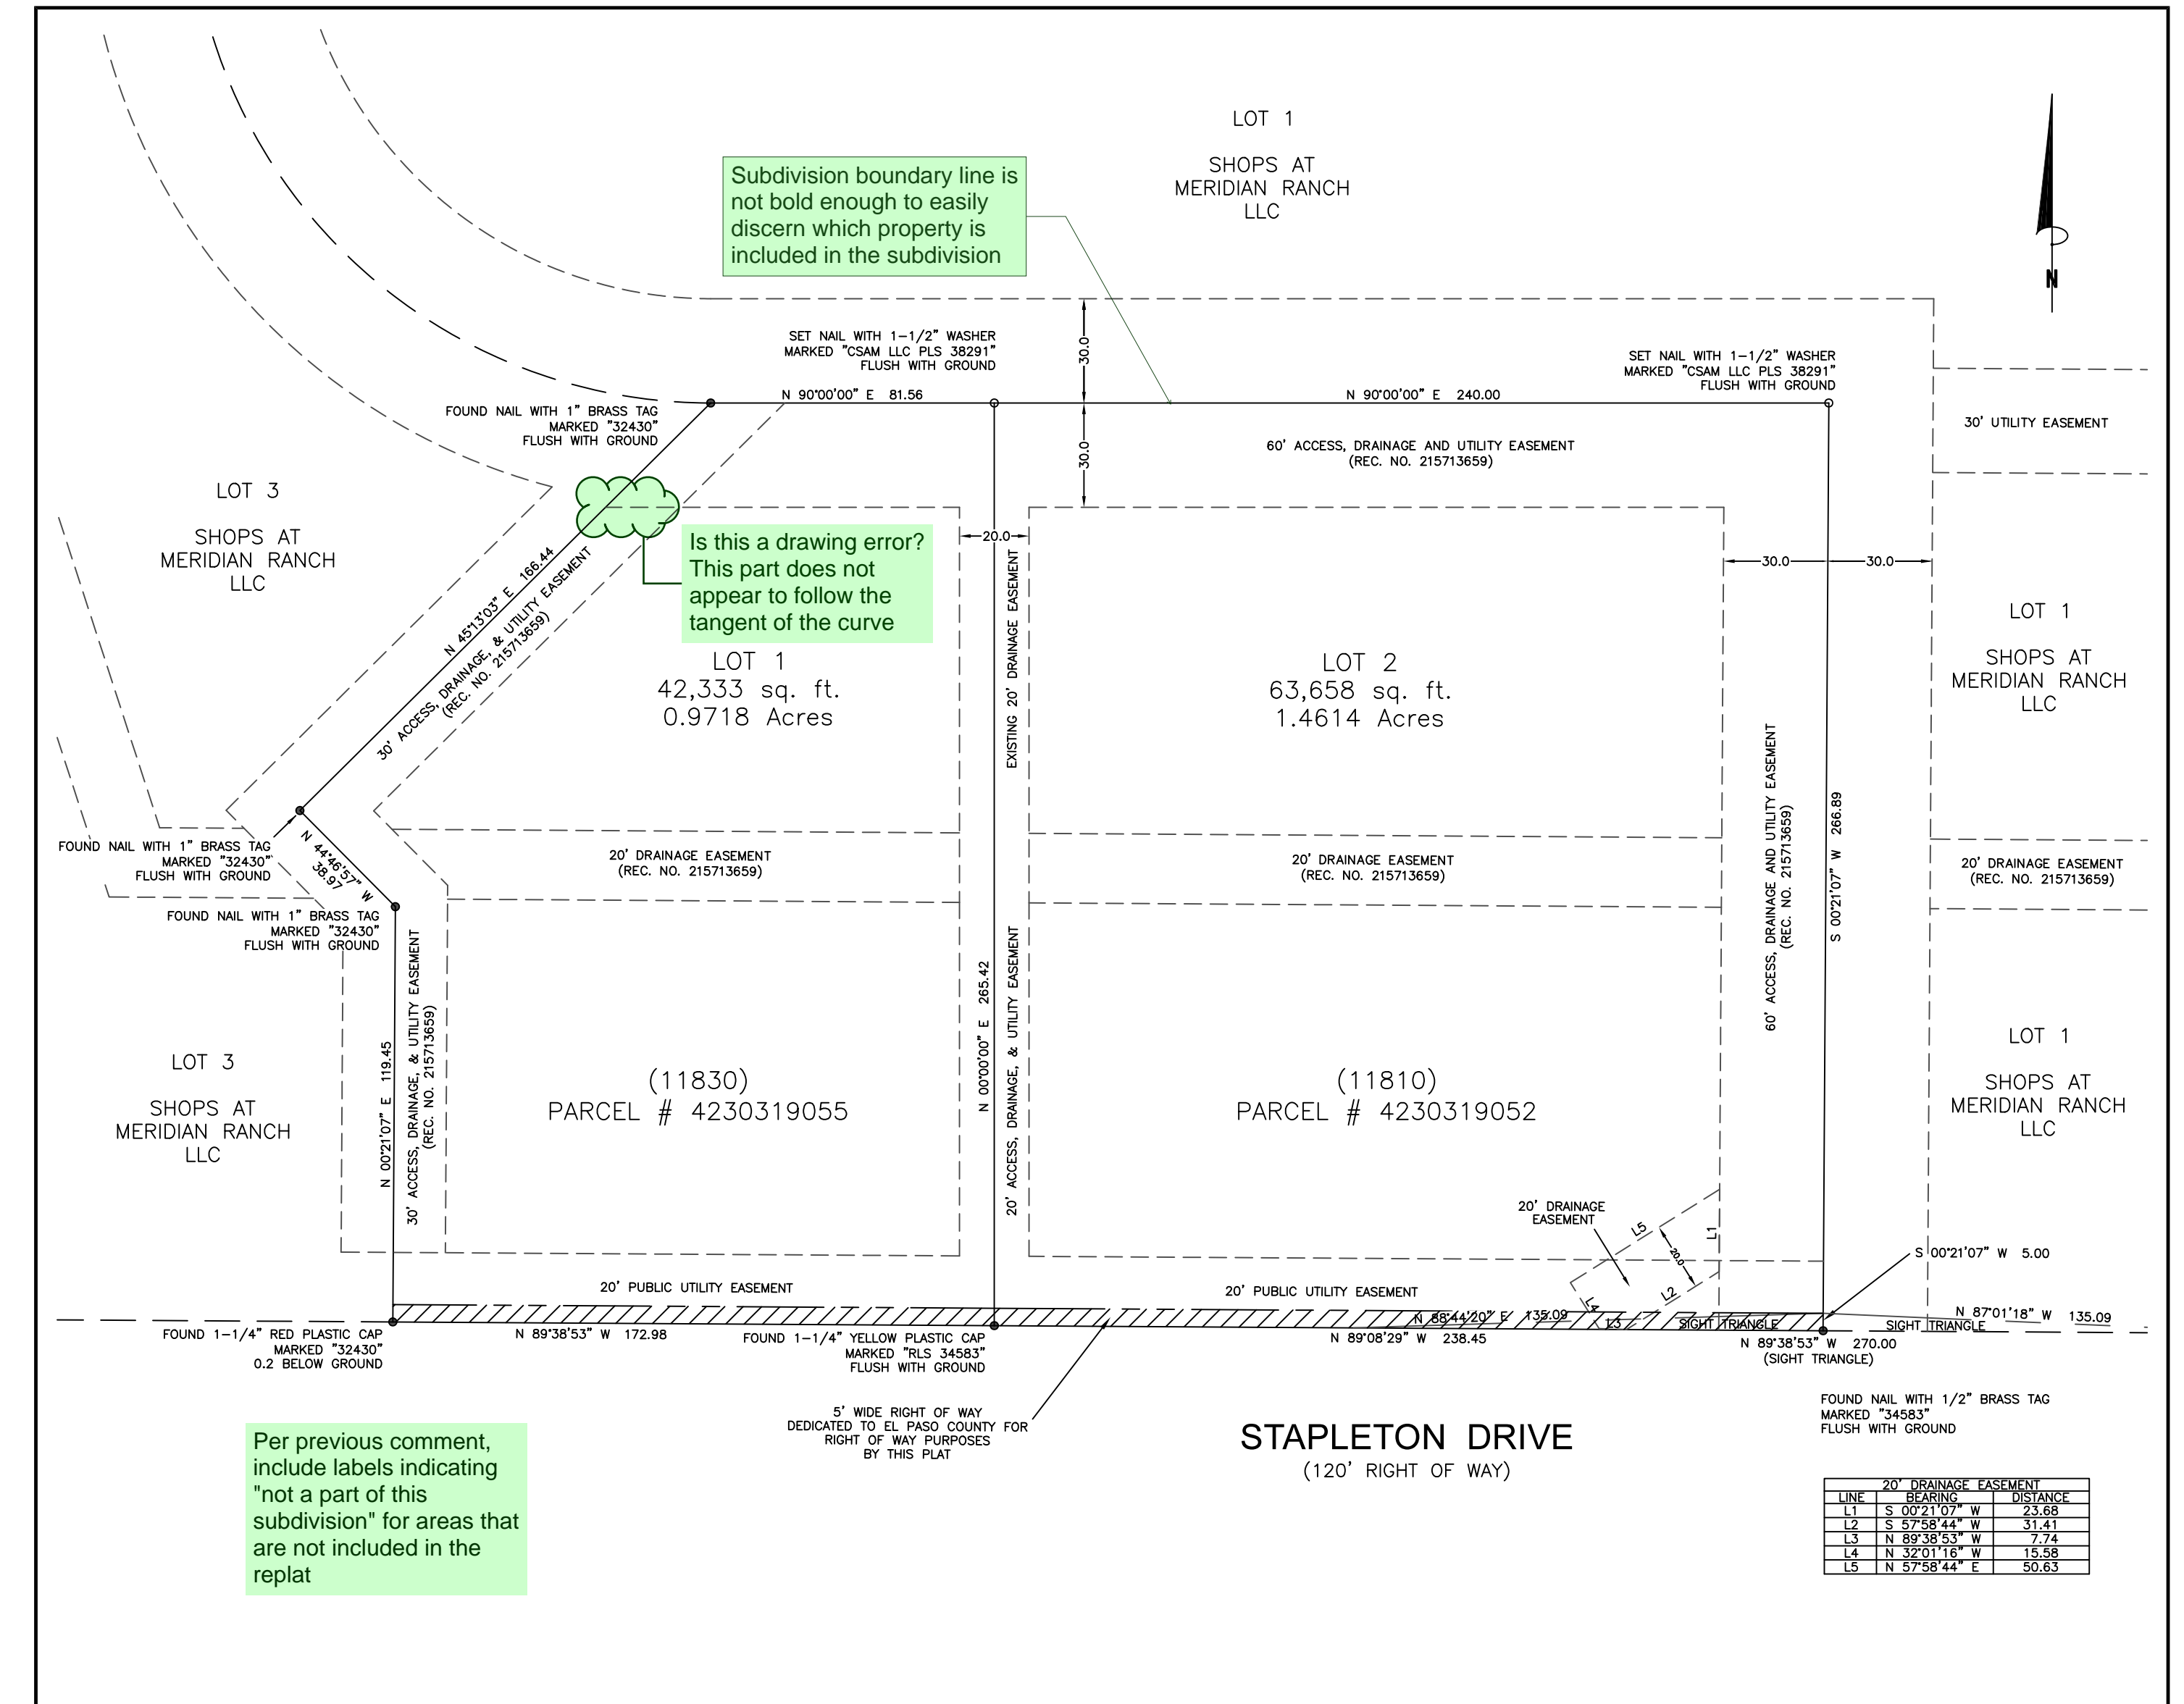 LOT 1
SHOPS AT
MERIDIAN RANCH
LLC
Subdivision boundary line is
not bold enough to easily
discern which property is
included in the subdivision
N
SET NAIL WITH 1-1/2" WASHER
MARKED "CSAM LLC PLS 38291"
FLUSH WITH GROUND
30.0
SET NAIL WITH 1-1/2" WASHER
MARKED "CSAM LLC PLS 38291"
FLUSH WITH GROUND
N 90°00'00" E 81.56
N 90°00'00" E 240.00
FOUND NAIL WITH 1" BRASS TAG
MARKED "32430"
FLUSH WITH GROUND
30.0
60' ACCESS, DRAINAGE AND UTILITY EASEMENT
(REC. NO. 215713659)
30' UTILITY EASEMENT
LOT 3
SHOPS AT
MERIDIAN RANCH
LLC
Is this a drawing error?
This part does not
appear to follow the
tangent of the curve
20.0
30.0
30.0
N 45°13'03" E 166.44
30' ACCESS, DRAINAGE, & UTILITY EASEMENT
(REC. NO. 215713659)
LOT 1
42,333 sq. ft.
0.9718 Acres
EXISTING 20' DRAINAGE EASEMENT
LOT 2
63,658 sq. ft.
1.4614 Acres
LOT 1
SHOPS AT
MERIDIAN RANCH
LLC
60' ACCESS, DRAINAGE AND UTILITY EASEMENT
(REC. NO. 215713659)
S 00°21'07" W 266.89
FOUND NAIL WITH 1" BRASS TAG
MARKED "32430"
FLUSH WITH GROUND
N 44°46'57" W
38.97
20' DRAINAGE EASEMENT
(REC. NO. 215713659)
20' DRAINAGE EASEMENT
(REC. NO. 215713659)
20' DRAINAGE EASEMENT
(REC. NO. 215713659)
FOUND NAIL WITH 1" BRASS TAG
MARKED "32430"
FLUSH WITH GROUND
N 00°21'07" E 119.45
30' ACCESS, DRAINAGE, & UTILITY EASEMENT
(REC. NO. 215713659)
N 00°00'00" E 265.42
20' ACCESS, DRAINAGE, & UTILITY EASEMENT
LOT 3
SHOPS AT
MERIDIAN RANCH
LLC
(11830)
PARCEL # 4230319055
(11810)
PARCEL # 4230319052
LOT 1
SHOPS AT
MERIDIAN RANCH
LLC
20' DRAINAGE
EASEMENT
L5
L1
20.0
L2
L4
L3
S 00°21'07" W 5.00
20' PUBLIC UTILITY EASEMENT
20' PUBLIC UTILITY EASEMENT
N 88°44'20" E 135.09
SIGHT TRIANGLE
SIGHT TRIANGLE
N 87°01'18" W 135.09
FOUND 1-1/4" RED PLASTIC CAP
MARKED "32430"
0.2 BELOW GROUND
N 89°38'53" W 172.98
FOUND 1-1/4" YELLOW PLASTIC CAP
MARKED "RLS 34583"
FLUSH WITH GROUND
N 89°08'29" W 238.45
N 89°38'53" W 270.00
(SIGHT TRIANGLE)
5' WIDE RIGHT OF WAY
DEDICATED TO EL PASO COUNTY FOR
RIGHT OF WAY PURPOSES
BY THIS PLAT
STAPLETON DRIVE
(120' RIGHT OF WAY)
FOUND NAIL WITH 1/2" BRASS TAG
MARKED "34583"
FLUSH WITH GROUND
Per previous comment,
include labels indicating
"not a part of this
subdivision" for areas that
are not included in the
replat
20' DRAINAGE EASEMENT
LINE BEARING DISTANCE
L1 S 00°21'07" W 23.68
L2 S 57°58'44" W 31.41
L3 N 89°38'53" W 7.74
L4 N 32°01'16" W 15.58
L5 N 57°58'44" E 50.63